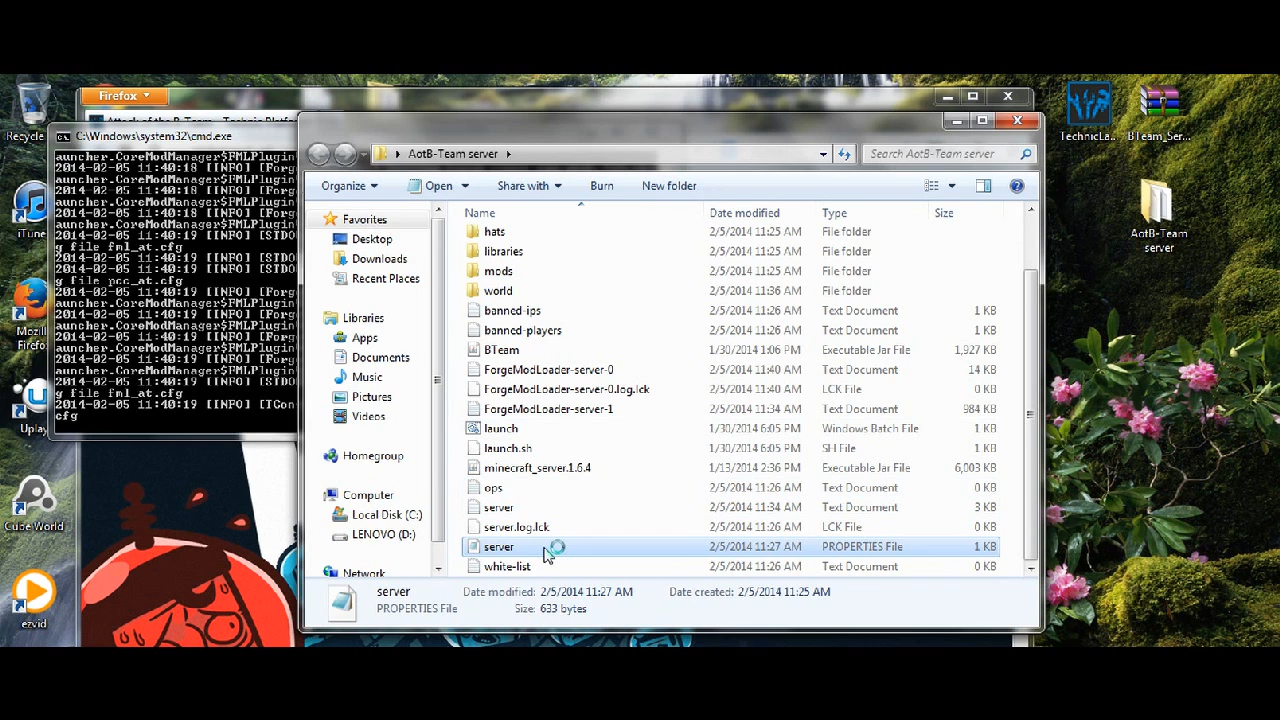 Firefox
Recycle
Attack of the B-Team - Technic Platfo
C:\Windows\system32\cmd.exe
auncher.CoreModManager$FMLPlugin
2014-02-05 11:40:18 [INFO] [Forg
auncher.CoreModManager$FMLPlugin
2014-02-05 11:40:18 [INFO] [Forg
auncher.CoreModManager$FMLPlugin
2014-02-05 11:40:18 [INFO] [Forg
auncher.CoreModManager$FMLPlugin
2014-02-05 11:40:19 [INFO] [STDO
g file fml_at.cfg
2014-02-05 11:40:19 [INFO] [STDO
2014-02-05 11:40:19 [INFO] [STDO
g file pcc_at.cfg
2014-02-05 11:40:19 [INFO] [Forg
auncher.CoreModManager$FMLPlugin
2014-02-05 11:40:19 [INFO] [Forg
auncher.CoreModManager$FMLPlugin
2014-02-05 11:40:19 [INFO] [Forg
auncher.CoreModManager$FMLPlugin
2014-02-05 11:40:19 [INFO] [Forg
auncher.CoreModManager$FMLPlugin
2014-02-05 11:40:19 [INFO] [STDO
g file fml_at.cfg
2014-02-05 11:40:19 [INFO] [TCon
cfg
iTune
Mozil
Firefo
Uplay
Cube World
ezvid
AotB-Team server
Search AotB-Team server
Organize Open Share with Burn New folder
Favorites
Desktop
Downloads
Recent Places
Libraries
Apps
Documents
Music
Pictures
Videos
Homegroup
Computer
Local Disk (C:)
LENOVO (D:)
Network
Name Date modified Type Size
hats 2/5/2014 11:25 AM File folder
libraries 2/5/2014 11:25 AM File folder
mods 2/5/2014 11:25 AM File folder
world 2/5/2014 11:36 AM File folder
banned-ips 2/5/2014 11:26 AM Text Document 1 KB
banned-players 2/5/2014 11:26 AM Text Document 1 KB
BTeam 1/30/2014 1:06 PM Executable Jar File 1,927 KB
ForgeModLoader-server-0 2/5/2014 11:40 AM Text Document 14 KB
ForgeModLoader-server-0.log.lck 2/5/2014 11:40 AM LCK File 0 KB
ForgeModLoader-server-1 2/5/2014 11:34 AM Text Document 984 KB
launch 1/30/2014 6:05 PM Windows Batch File 1 KB
launch.sh 1/30/2014 6:05 PM SH File 1 KB
minecraft_server.1.6.4 1/13/2014 2:36 PM Executable Jar File 6,003 KB
ops 2/5/2014 11:26 AM Text Document 0 KB
server 2/5/2014 11:34 AM Text Document 3 KB
server.log.lck 2/5/2014 11:26 AM LCK File 0 KB
server 2/5/2014 11:27 AM PROPERTIES File 1 KB
white-list 2/5/2014 11:26 AM Text Document 0 KB
server Date modified: 2/5/2014 11:27 AM Date created: 2/5/2014 11:25 AM
PROPERTIES File Size: 633 bytes
TechnicLa...
BTeam_Ser...
AotB-Team
server